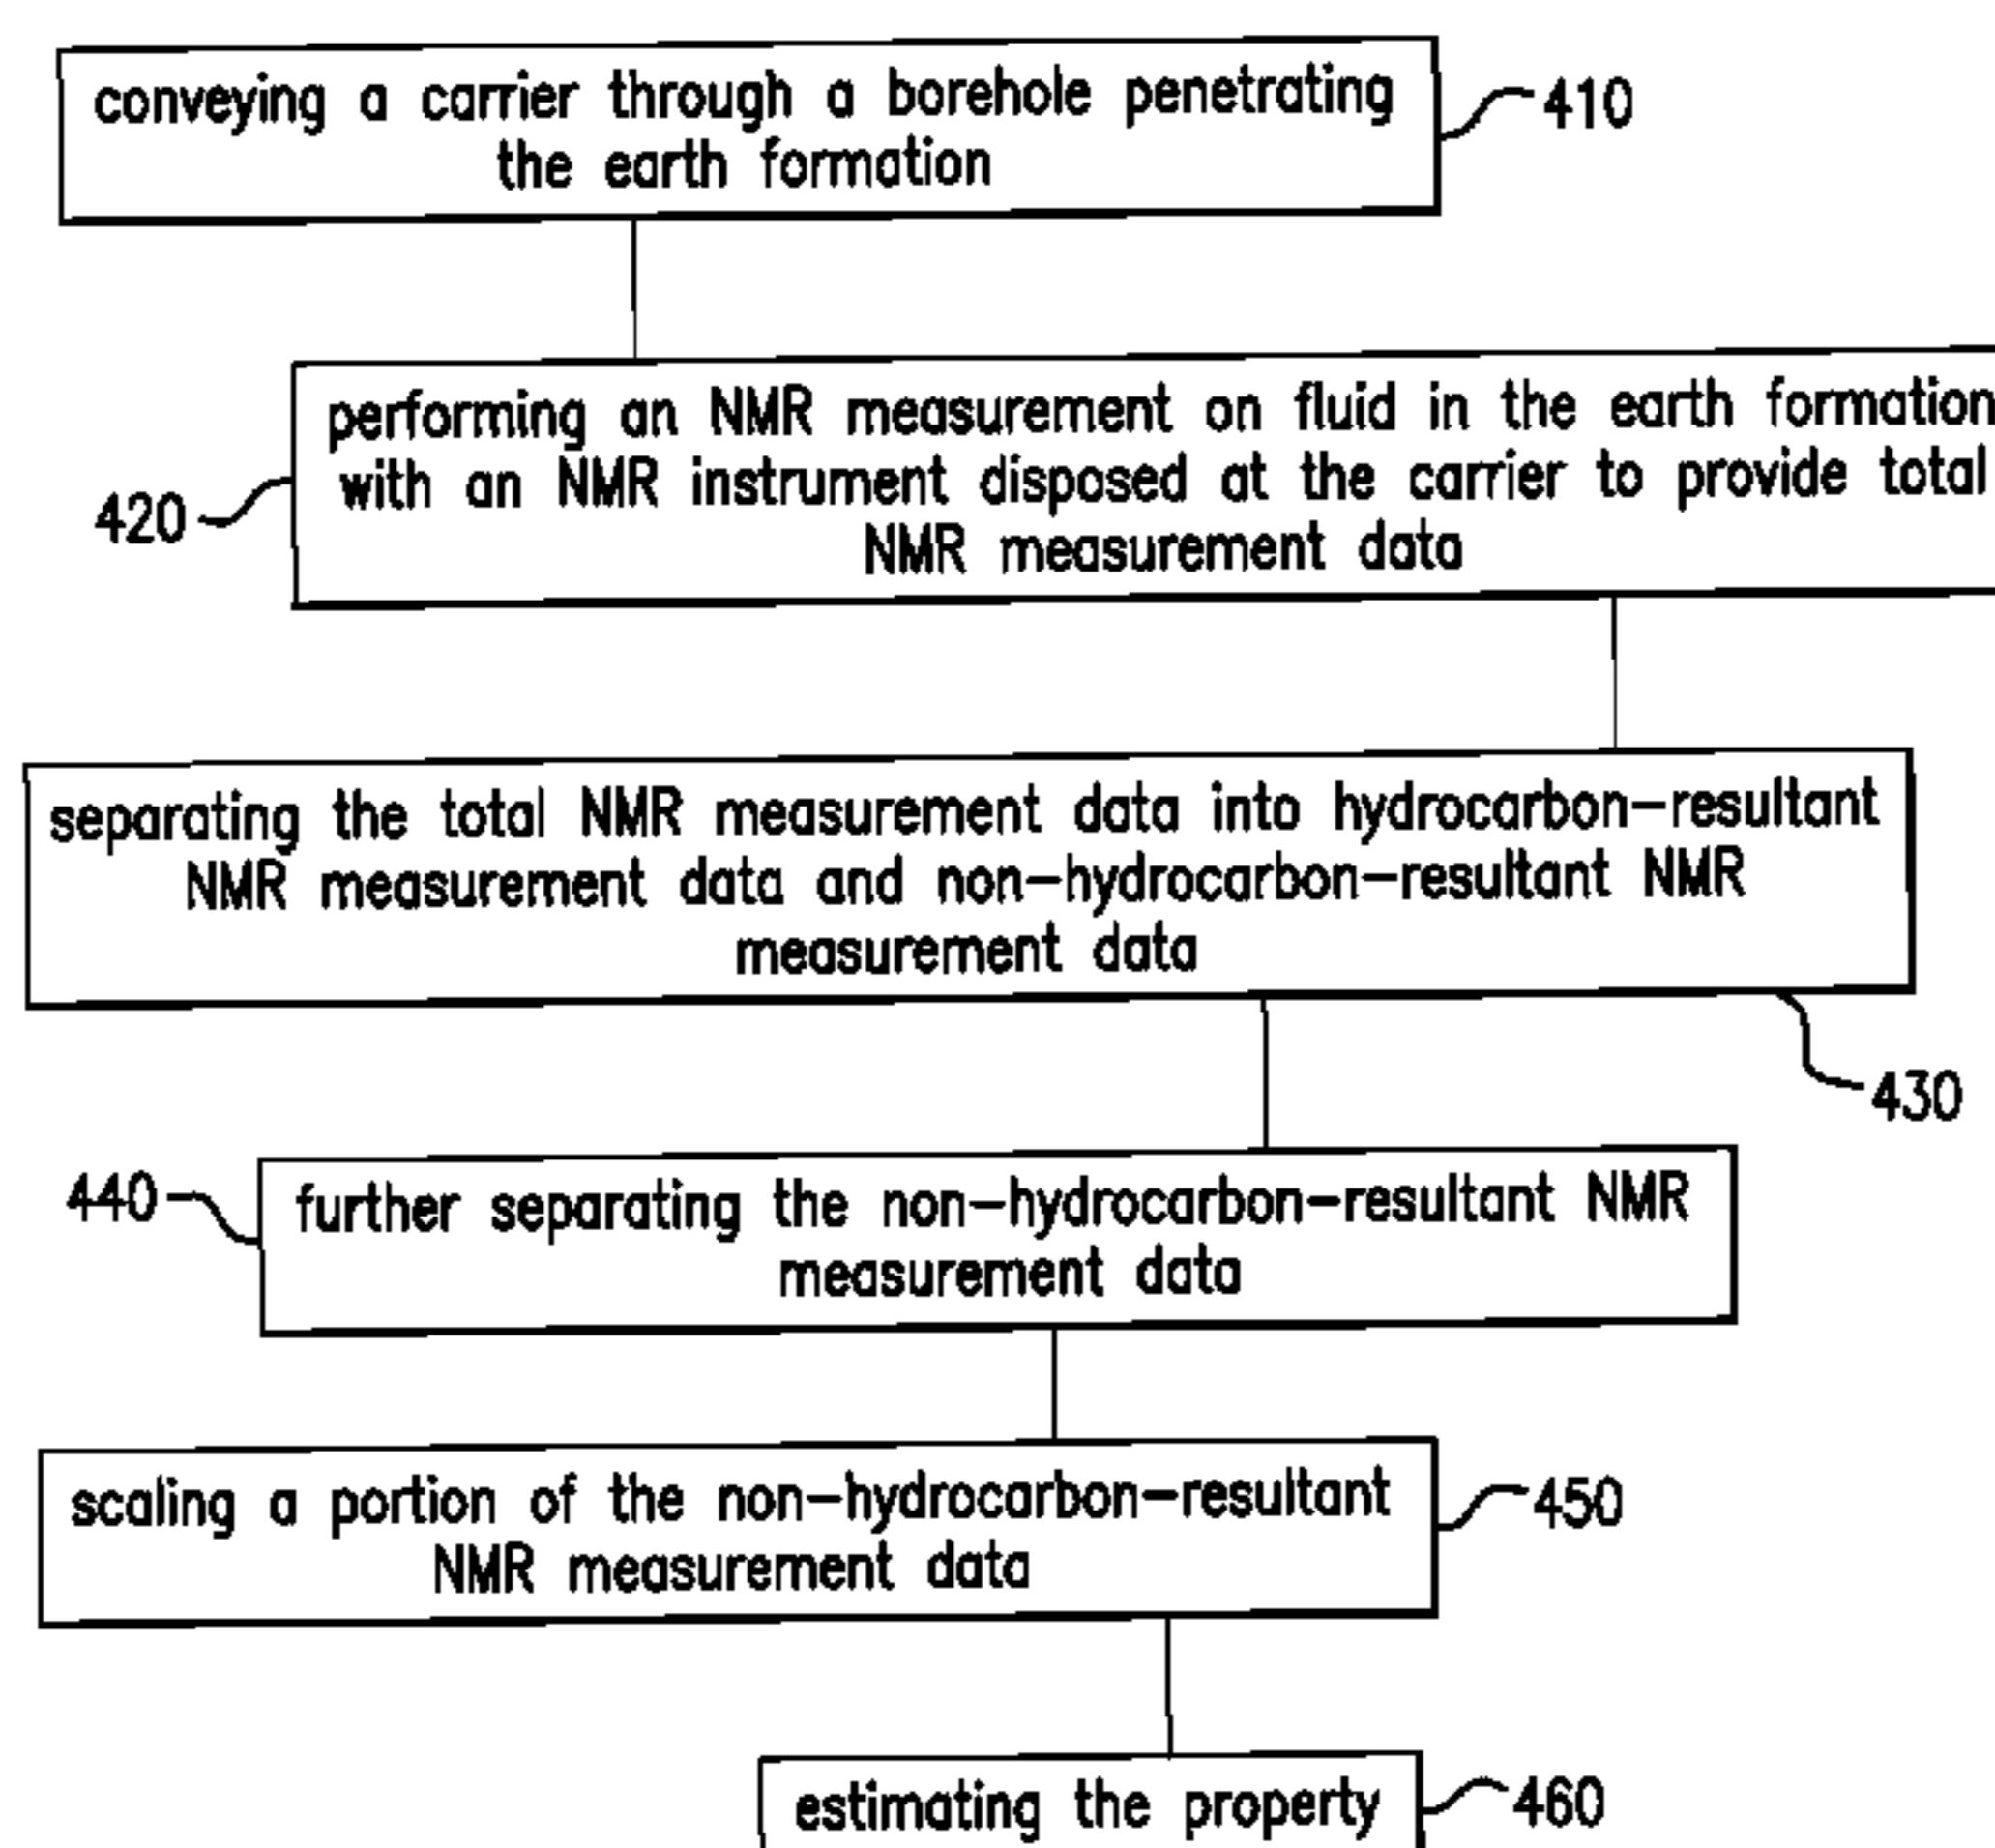 conveying a carrier through a borehole penetrating
the earth formation
410
performing an NMR measurement on fluid in the earth formation
with an NMR instrument disposed at the carrier to provide total
NMR measurement data
420
separating the total NMR measurement data into hydrocarbon-resultant
NMR measurement data and non-hydrocarbon-resultant NMR
measurement data
430
440
further separating the non-hydrocarbon-resultant NMR
measurement data
scaling a portion of the non-hydrocarbon-resultant
NMR measurement data
450
estimating the property
460